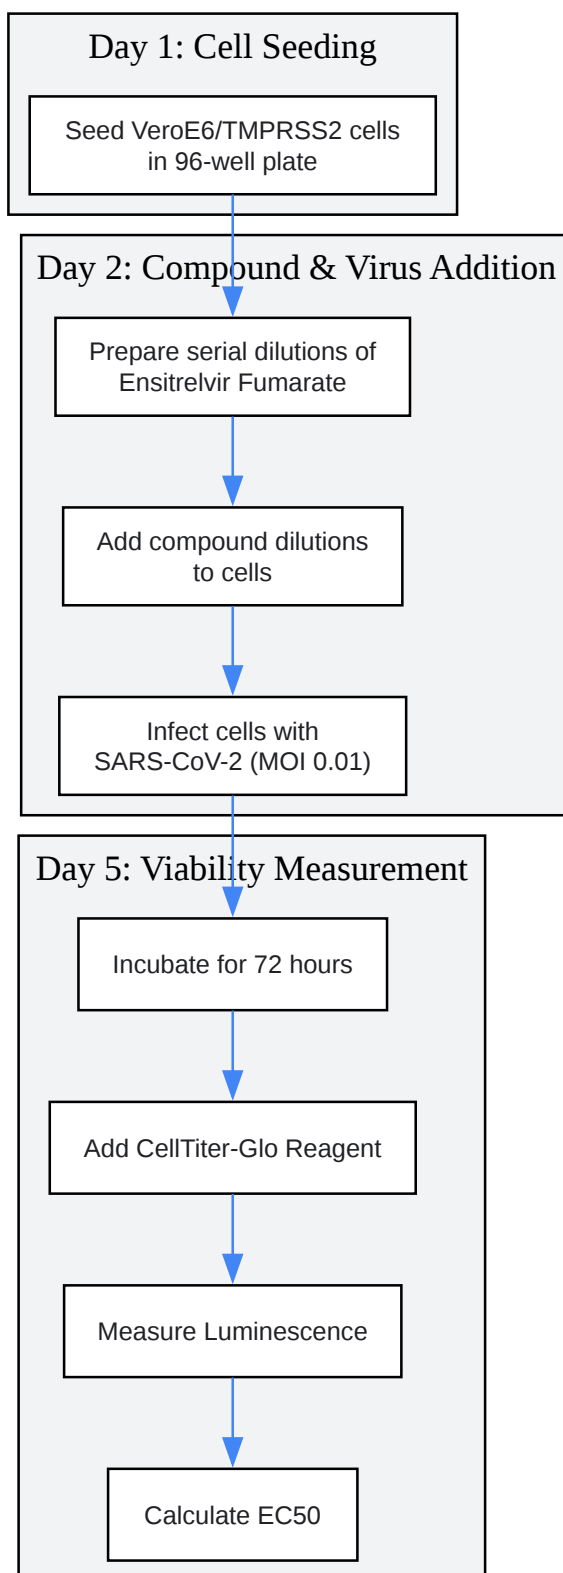 Day 1: Cell Seeding
Seed VeroE6/TMPRSS2 cells
in 96-well plate
Day 2: Compound & Virus Addition
Prepare serial dilutions of
Ensitrelvir Fumarate
Add compound dilutions
to cells
Infect cells with
SARS-CoV-2 (MOI 0.01)
Day 5: Viability Measurement
Incubate for 72 hours
Add CellTiter-Glo Reagent
Measure Luminescence
Calculate EC50